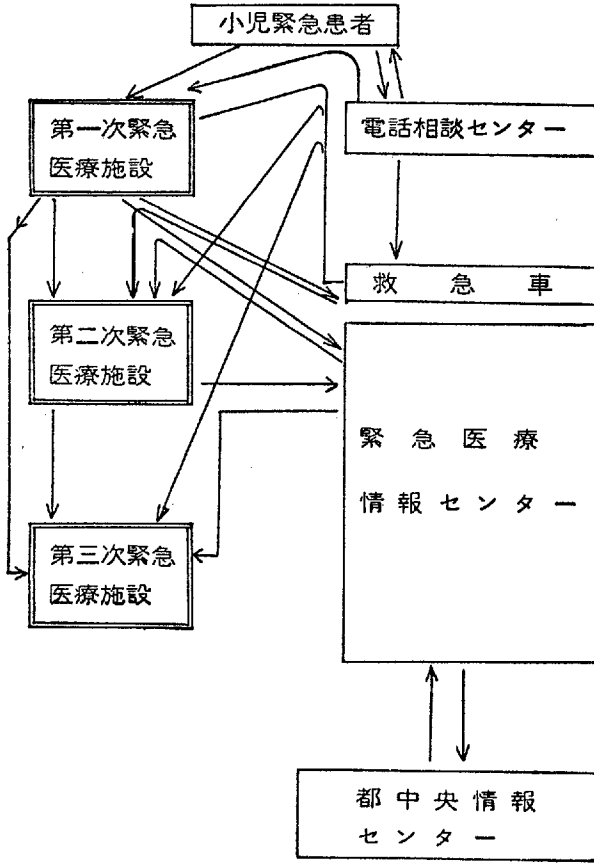 小児緊急患者
第一次緊急
医療施設
電話相談センター
救急車
第二次緊急
医療施設
緊急医療
情報センター
第三次緊急
医療施設
都中央情報
センター